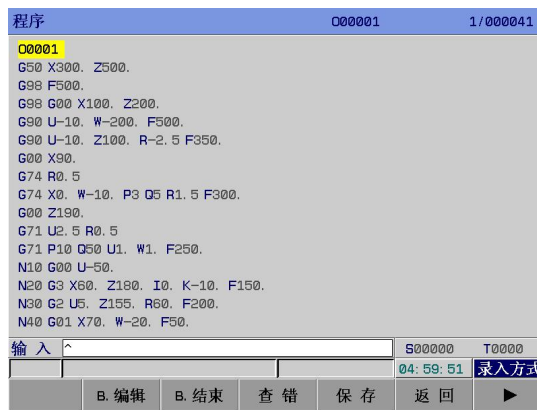 程序 O00001 1/000041
O0001
G50 X300. Z500.
G98 F500.
G98 G00 X100. Z200.
G90 U-10. W-200. F500.
G90 U-10. Z100. R-2.5 F350.
G00 X90.
G74 R0.5
G74 X0. W-10. P3 Q5 R1.5 F300.
G00 Z190.
G71 U2.5 R0.5
G71 P10 Q50 U1. W1. F250.
N10 G00 U-50.
N20 G3 X60. Z180. I0. K-10. F150.
N30 G2 U5. Z155. R60. F200.
N40 G01 X70. W-20. F50.
输入 ^ S00000 T0000
04:59:51 录入方式
B.编辑 B.结束 查错 保存 返回 ▶